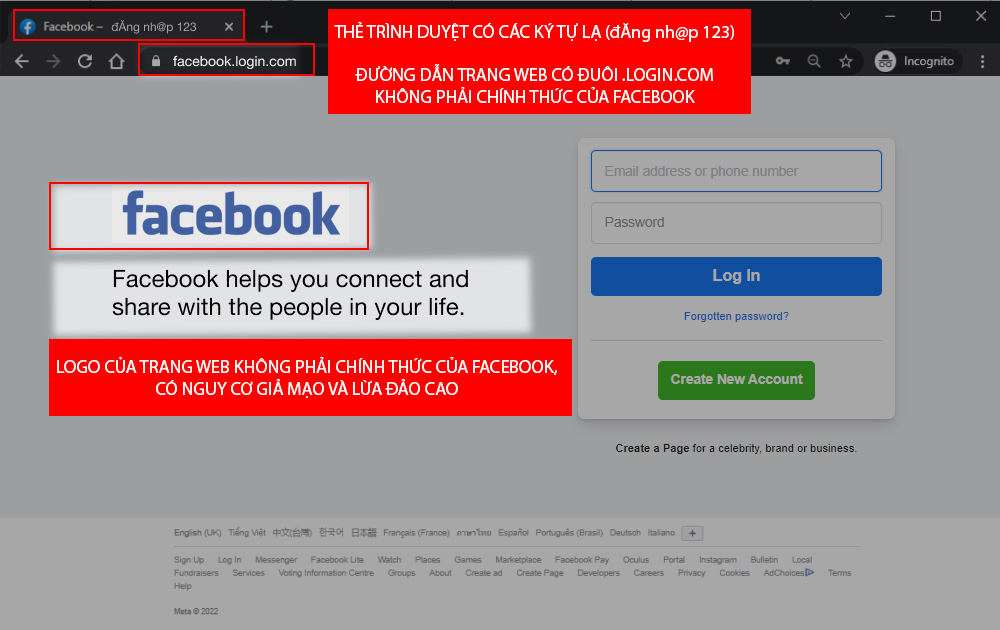 Facebook – đĂng nh@p 123
facebook.login.com
Incognito
THẺ TRÌNH DUYỆT CÓ CÁC KÝ TỰ LẠ (đĂng nh@p 123)
ĐƯỜNG DẪN TRANG WEB CÓ ĐUÔI .LOGIN.COM
KHÔNG PHẢI CHÍNH THỨC CỦA FACEBOOK
facebook
Facebook helps you connect and
share with the people in your life.
LOGO CỦA TRANG WEB KHÔNG PHẢI CHÍNH THỨC CỦA FACEBOOK,
CÓ NGUY CƠ GIẢ MẠO VÀ LỪA ĐẢO CAO
Email address or phone number
Password
Log In
Forgotten password?
Create New Account
Create a Page for a celebrity, brand or business.
English (UK) Tiếng Việt 中文(台灣) 한국어 日本語 Français (France) ภาษาไทย Español Português (Brasil) Deutsch Italiano
Sign Up Log In Messenger Facebook Lite Watch Places Games Marketplace Facebook Pay Oculus Portal Instagram Bulletin Local
Fundraisers Services Voting Information Centre Groups About Create ad Create Page Developers Careers Privacy Cookies AdChoices Terms
Help
Meta © 2022